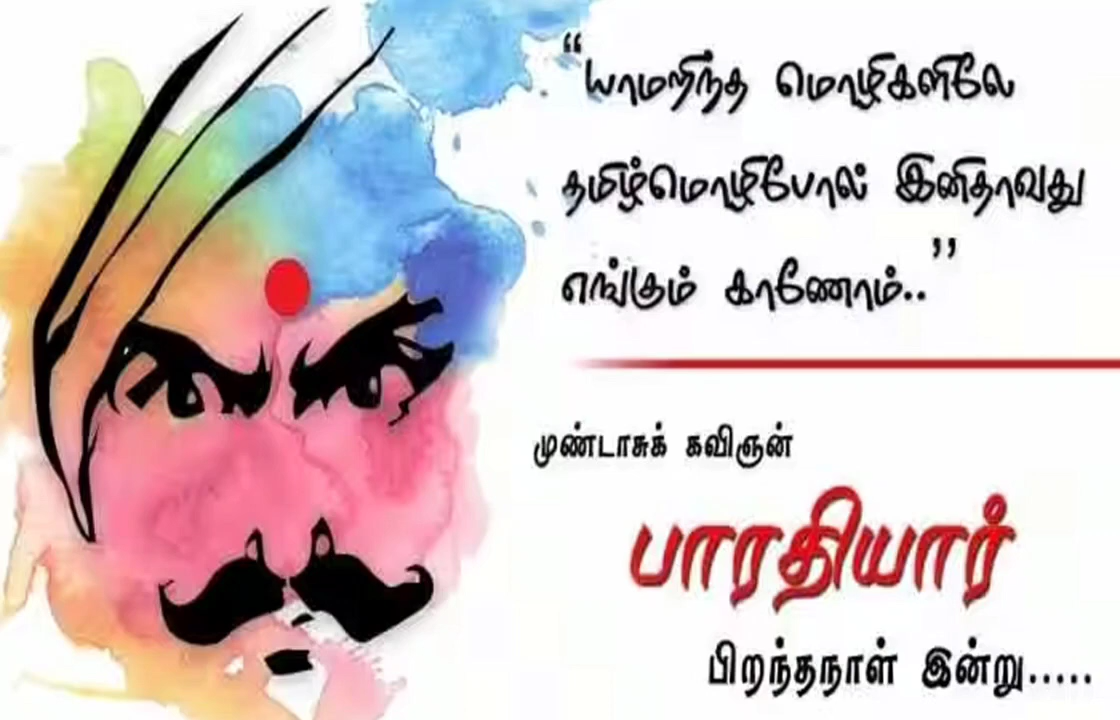 “யாமறிந்த மொழிகளிலே
தமிழ்மொழிபோல் இனிதாவது
எங்கும் காணோம்..”
முண்டாசுக் கவிஞன்
பாரதியார்
பிறந்தநாள் இன்று.....